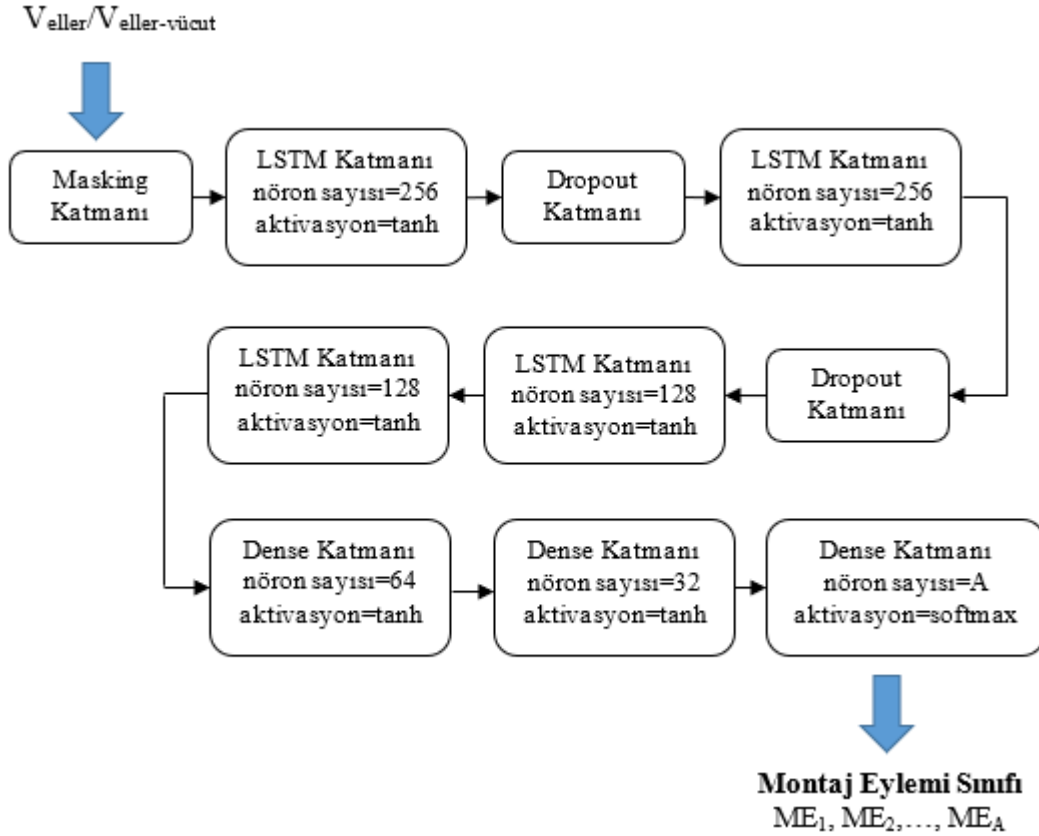 V_eller/V_eller-vücut
Masking
Katmanı
LSTM Katmanı
nöron sayısı=256
aktivasyon=tanh
Dropout
Katmanı
LSTM Katmanı
nöron sayısı=256
aktivasyon=tanh
Dropout
Katmanı
LSTM Katmanı
nöron sayısı=128
aktivasyon=tanh
LSTM Katmanı
nöron sayısı=128
aktivasyon=tanh
Dense Katmanı
nöron sayısı=64
aktivasyon=tanh
Dense Katmanı
nöron sayısı=32
aktivasyon=tanh
Dense Katmanı
nöron sayısı=A
aktivasyon=softmax
Montaj Eylemi Sınıfı
ME₁, ME₂,…, ME_A